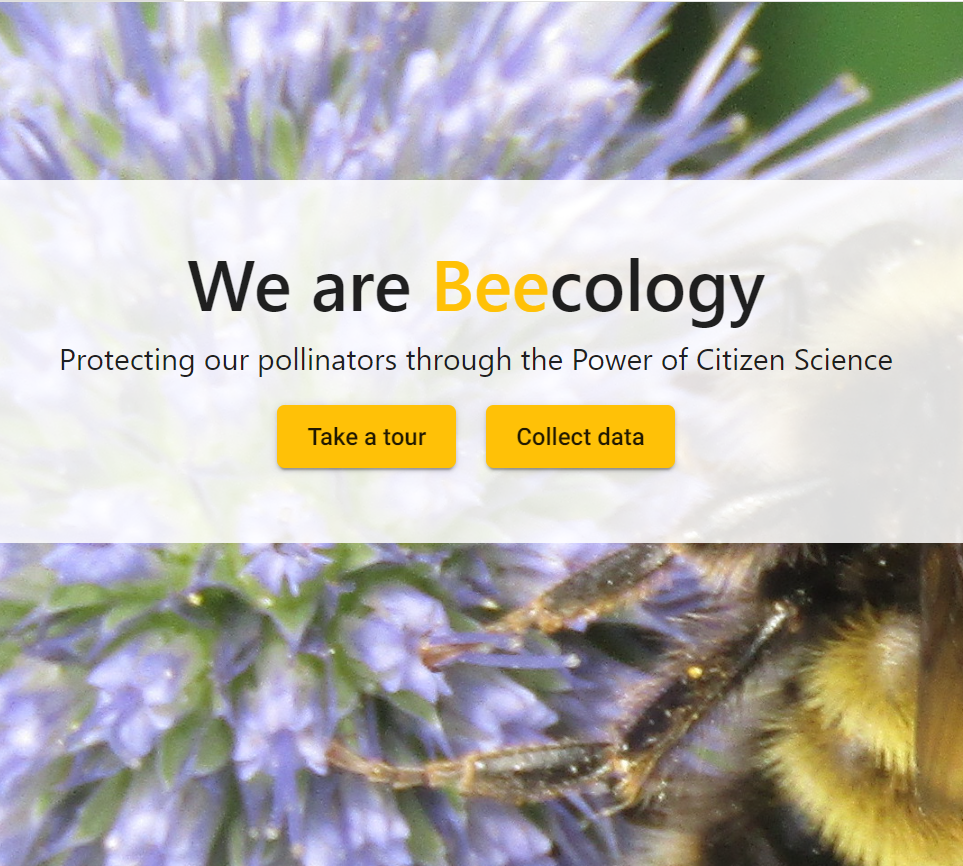 We are Beecology
Protecting our pollinators through the Power of Citizen Science
Take a tour
Collect data